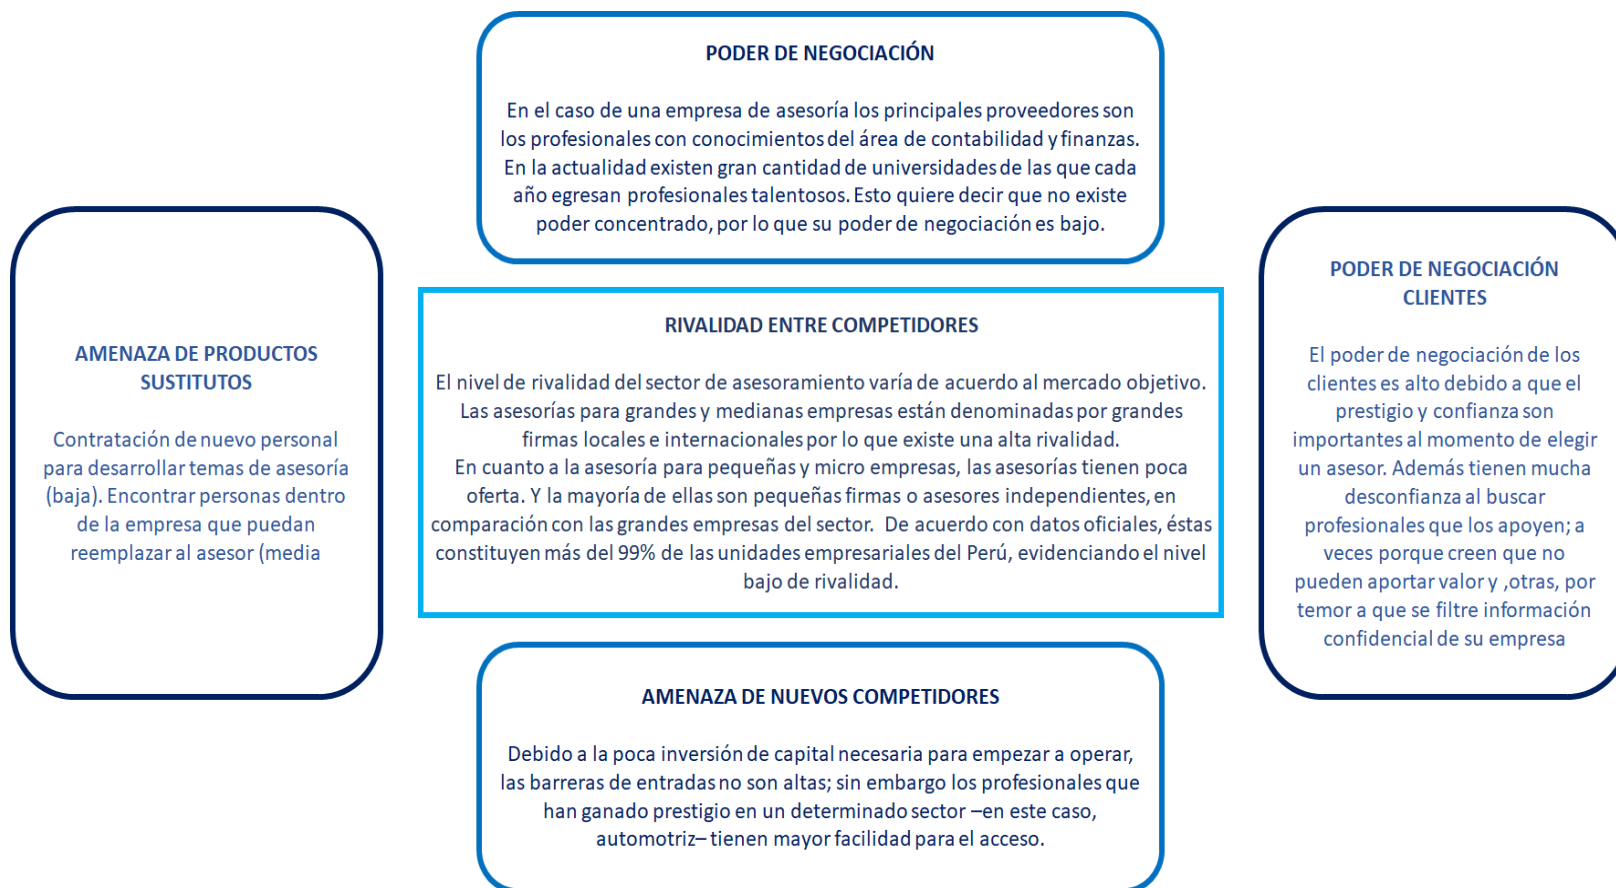 PODER DE NEGOCIACIÓN
En el caso de una empresa de asesoría los principales proveedores son
los profesionales con conocimientos del área de contabilidad y finanzas.
En la actualidad existen gran cantidad de universidades de las que cada
año egresan profesionales talentosos. Esto quiere decir que no existe
poder concentrado, por lo que su poder de negociación es bajo.
AMENAZA DE PRODUCTOS
SUSTITUTOS
Contratación de nuevo personal
para desarrollar temas de asesoría
(baja). Encontrar personas dentro
de la empresa que puedan
reemplazar al asesor (media
RIVALIDAD ENTRE COMPETIDORES
El nivel de rivalidad del sector de asesoramiento varía de acuerdo al mercado objetivo.
Las asesorías para grandes y medianas empresas están denominadas por grandes
firmas locales e internacionales por lo que existe una alta rivalidad.
En cuanto a la asesoría para pequeñas y micro empresas, las asesorías tienen poca
oferta. Y la mayoría de ellas son pequeñas firmas o asesores independientes, en
comparación con las grandes empresas del sector.  De acuerdo con datos oficiales, éstas
constituyen más del 99% de las unidades empresariales del Perú, evidenciando el nivel
bajo de rivalidad.
PODER DE NEGOCIACIÓN
CLIENTES
El poder de negociación de los
clientes es alto debido a que el
prestigio y confianza son
importantes al momento de elegir
un asesor. Además tienen mucha
desconfianza al buscar
profesionales que los apoyen; a
veces porque creen que no
pueden aportar valor y ,otras, por
temor a que se filtre información
confidencial de su empresa
AMENAZA DE NUEVOS COMPETIDORES
Debido a la poca inversión de capital necesaria para empezar a operar,
las barreras de entradas no son altas; sin embargo los profesionales que
han ganado prestigio en un determinado sector –en este caso,
automotriz– tienen mayor facilidad para el acceso.